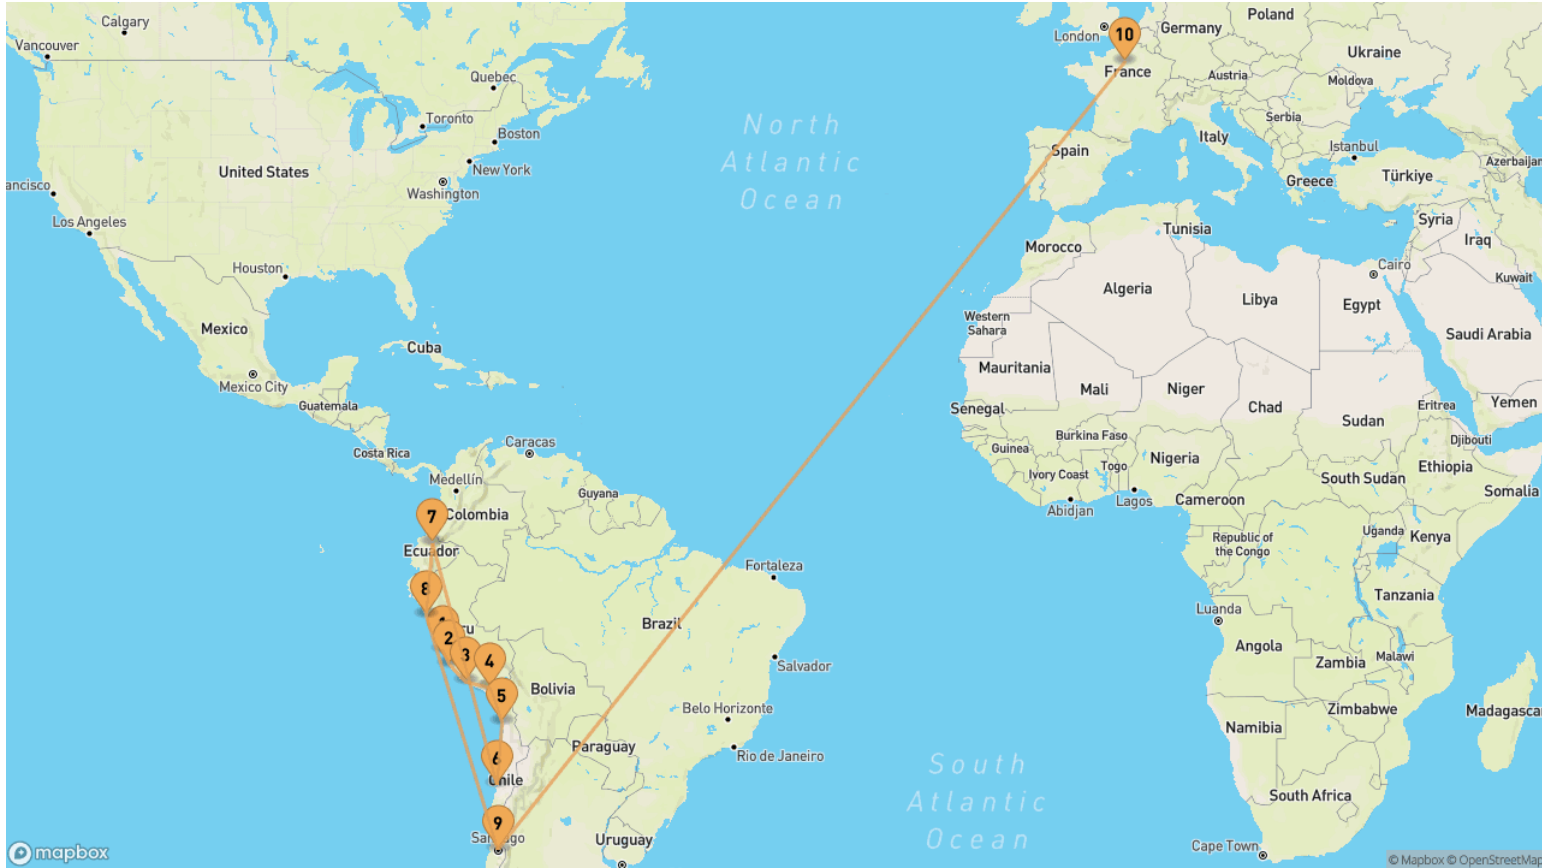 Calgary
Vancouver
Quebec
Toronto
Boston
New York
United States
Washington
ancisco
Los Angeles
Houston
Mexico
Cuba
Mexico City
Guatemala
Costa Rica
Caracas
Medellín
Guyana
Colombia
Ecuador
Fortaleza
Brazil
ru
Salvador
Bolivia
Belo Horizonte
Paraguay
Rio de Janeiro
Chile
Sa
ago
Uruguay
North
Atlantic
Ocean
South
Atlantic
Ocean
London
Germany
Poland
Ukraine
France
Austria
Moldova
Serbia
Italy
Spain
Istanbul
Azerbaijan
Greece
Türkiye
Syria
Tunisia
Iraq
Morocco
Cairo
Kuwait
Algeria
Libya
Egypt
Western
Sahara
Saudi Arabia
Mauritania
Mali
Niger
Chad
Sudan
Eritrea
Yemen
Senegal
Burkina Faso
Djibouti
Guinea
Ivory Coast
Togo
Nigeria
Ethiopia
South Sudan
Somalia
Abidjan
Lagos
Cameroon
Republic of
the Congo
Uganda
Kenya
Tanzania
Luanda
Angola
Malawi
Zambia
Zimbabwe
Madagascar
Namibia
South Africa
Cape Town
10
7
8
1
2
3
4
5
6
9
mapbox
© Mapbox © OpenStreetMap